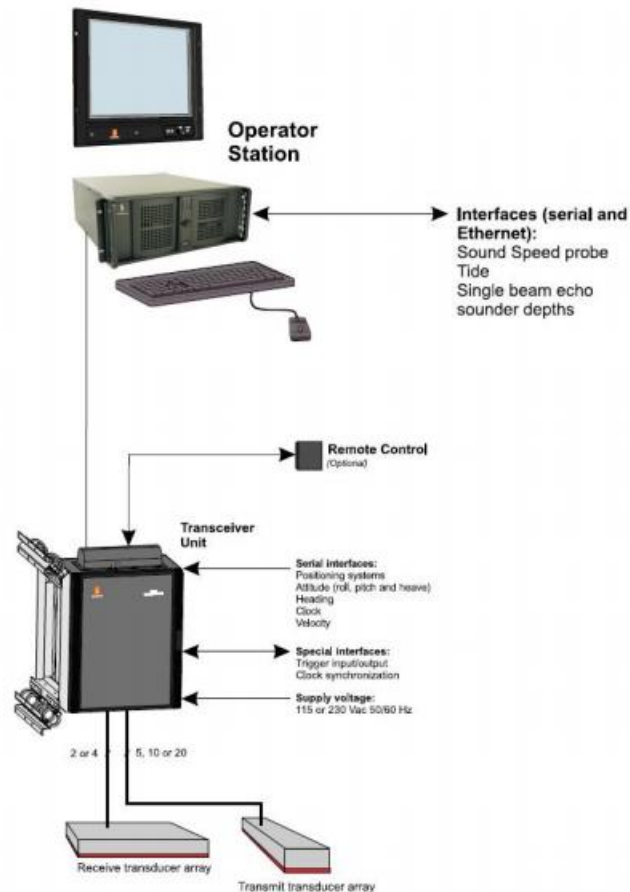 Operator
Station
Interfaces (serial and
Ethernet):
Sound Speed probe
Tide
Single beam echo
sounder depths
Remote Control
(Optional)
Transceiver
Unit
Serial interfaces:
Positioning systems
Attitude (roll, pitch and heave)
Heading
Clock
Velocity
Special interfaces:
Trigger input/output
Clock synchronization
Supply voltage:
115 or 230 Vac 50/60 Hz
2 or 4
5, 10 or 20
Receive transducer array
Transmit transducer array